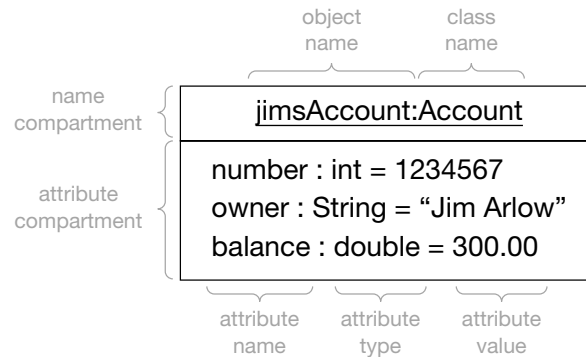 object
name
class
name
name
compartment
jimsAccount:Account
attribute
compartment
number : int = 1234567
owner : String = “Jim Arlow”
balance : double = 300.00
attribute
name
attribute
type
attribute
value